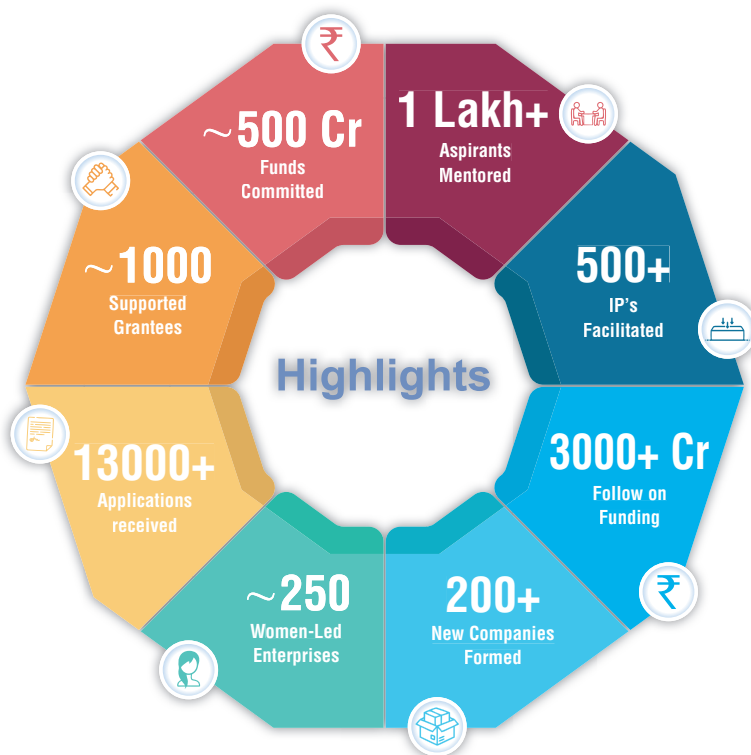 ~500 Cr
Funds
Committed
1 Lakh+
Aspirants
Mentored
500+
IP's
Facilitated
3000+ Cr
Follow on
Funding
200+
New Companies
Formed
~250
Women-Led
Enterprises
13000+
Applications
received
~1000
Supported
Grantees
Highlights
₹
₹